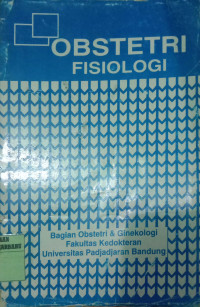 OBSTETRI
FISIOLOGI
Bagian Obstetri & Ginekologi
Fakultas Kedokteran
Universitas Padjadjaran Bandung